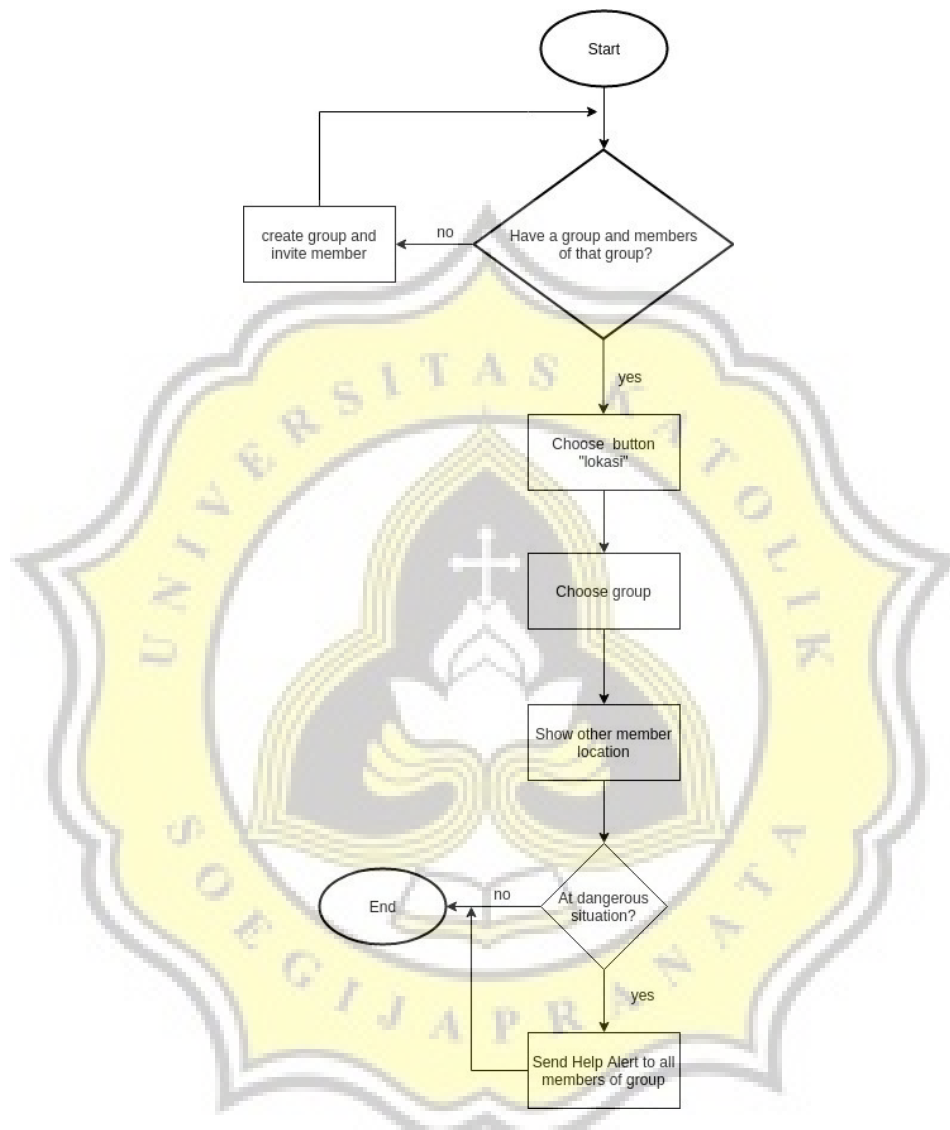 Start
create group and
invite member
no
Have a group and members
of that group?
yes
Choose button
"lokasi"
Choose group
Show other member
location
At dangerous
situation?
no
End
yes
Send Help Alert to all
members of group
UNIVERSITAS KATOLIK
SOEGIJAPRANATA